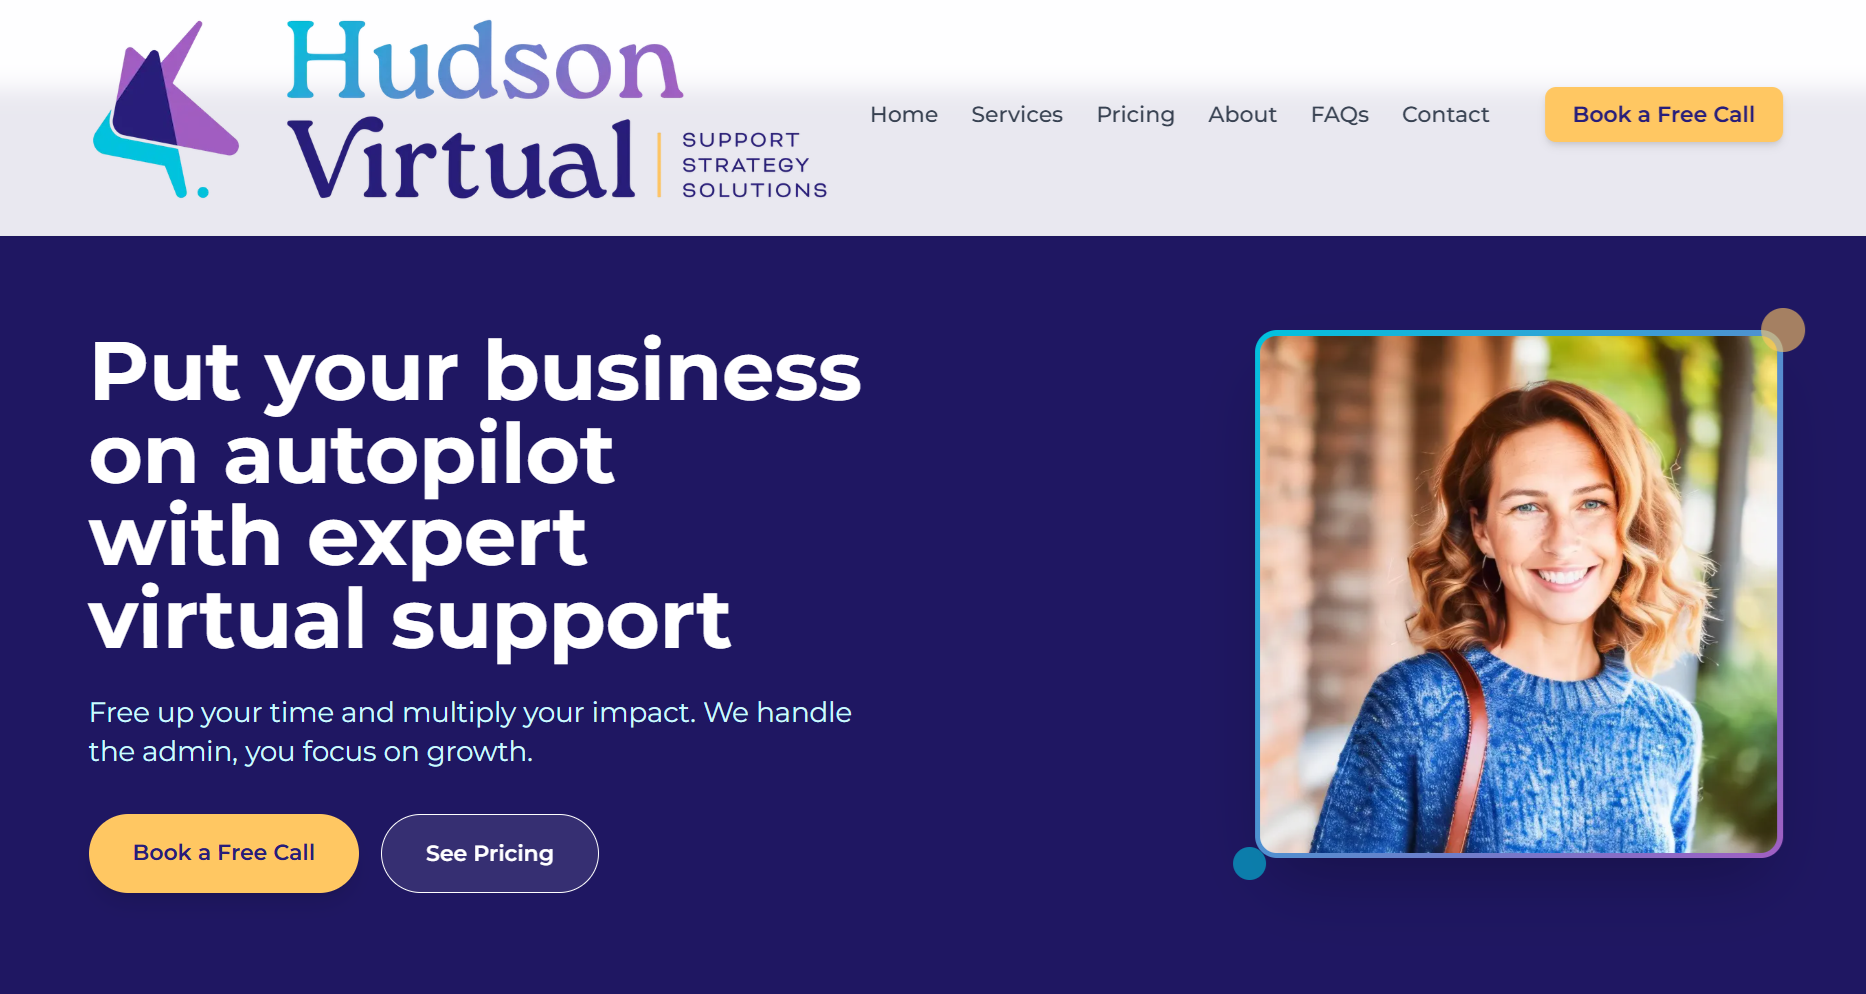 Hudson
Virtual
SUPPORT
STRATEGY
SOLUTIONS
Home
Services
Pricing
About
FAQs
Contact
Book a Free Call
Put your business
on autopilot
with expert
virtual support
Free up your time and multiply your impact. We handle
the admin, you focus on growth.
Book a Free Call
See Pricing